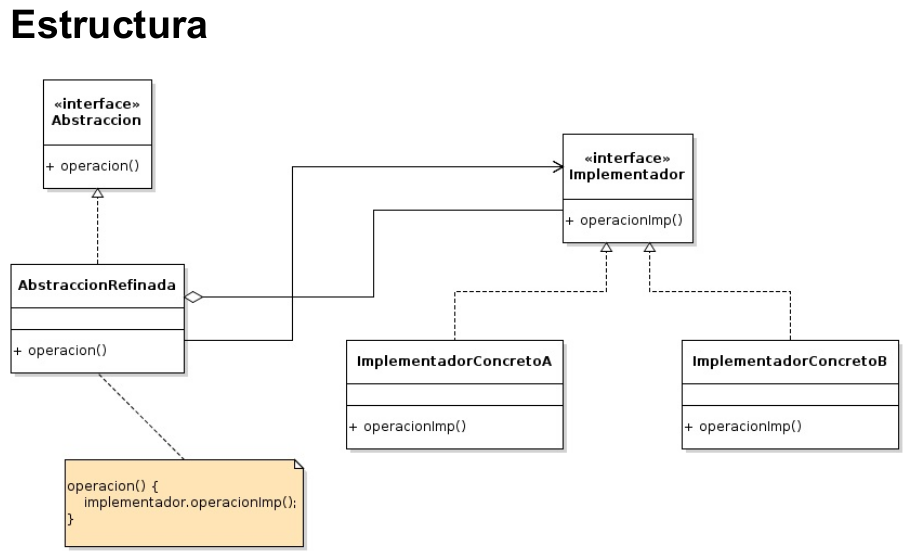 Estructura
«interface»
Abstraccion
+ operacion()
«interface»
Implementador
+ operacionImp()
AbstraccionRefinada
+ operacion()
ImplementadorConcretoA
+ operacionImp()
ImplementadorConcretoB
+ operacionImp()
operacion() {
implementador.operacionImp();
}